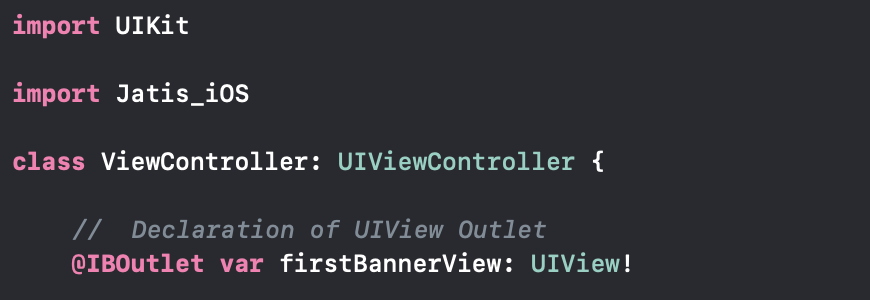 import UIKit
import Jatis_iOS
class ViewController: UIViewController {
//  Declaration of UIView Outlet
@IBOutlet var firstBannerView: UIView!